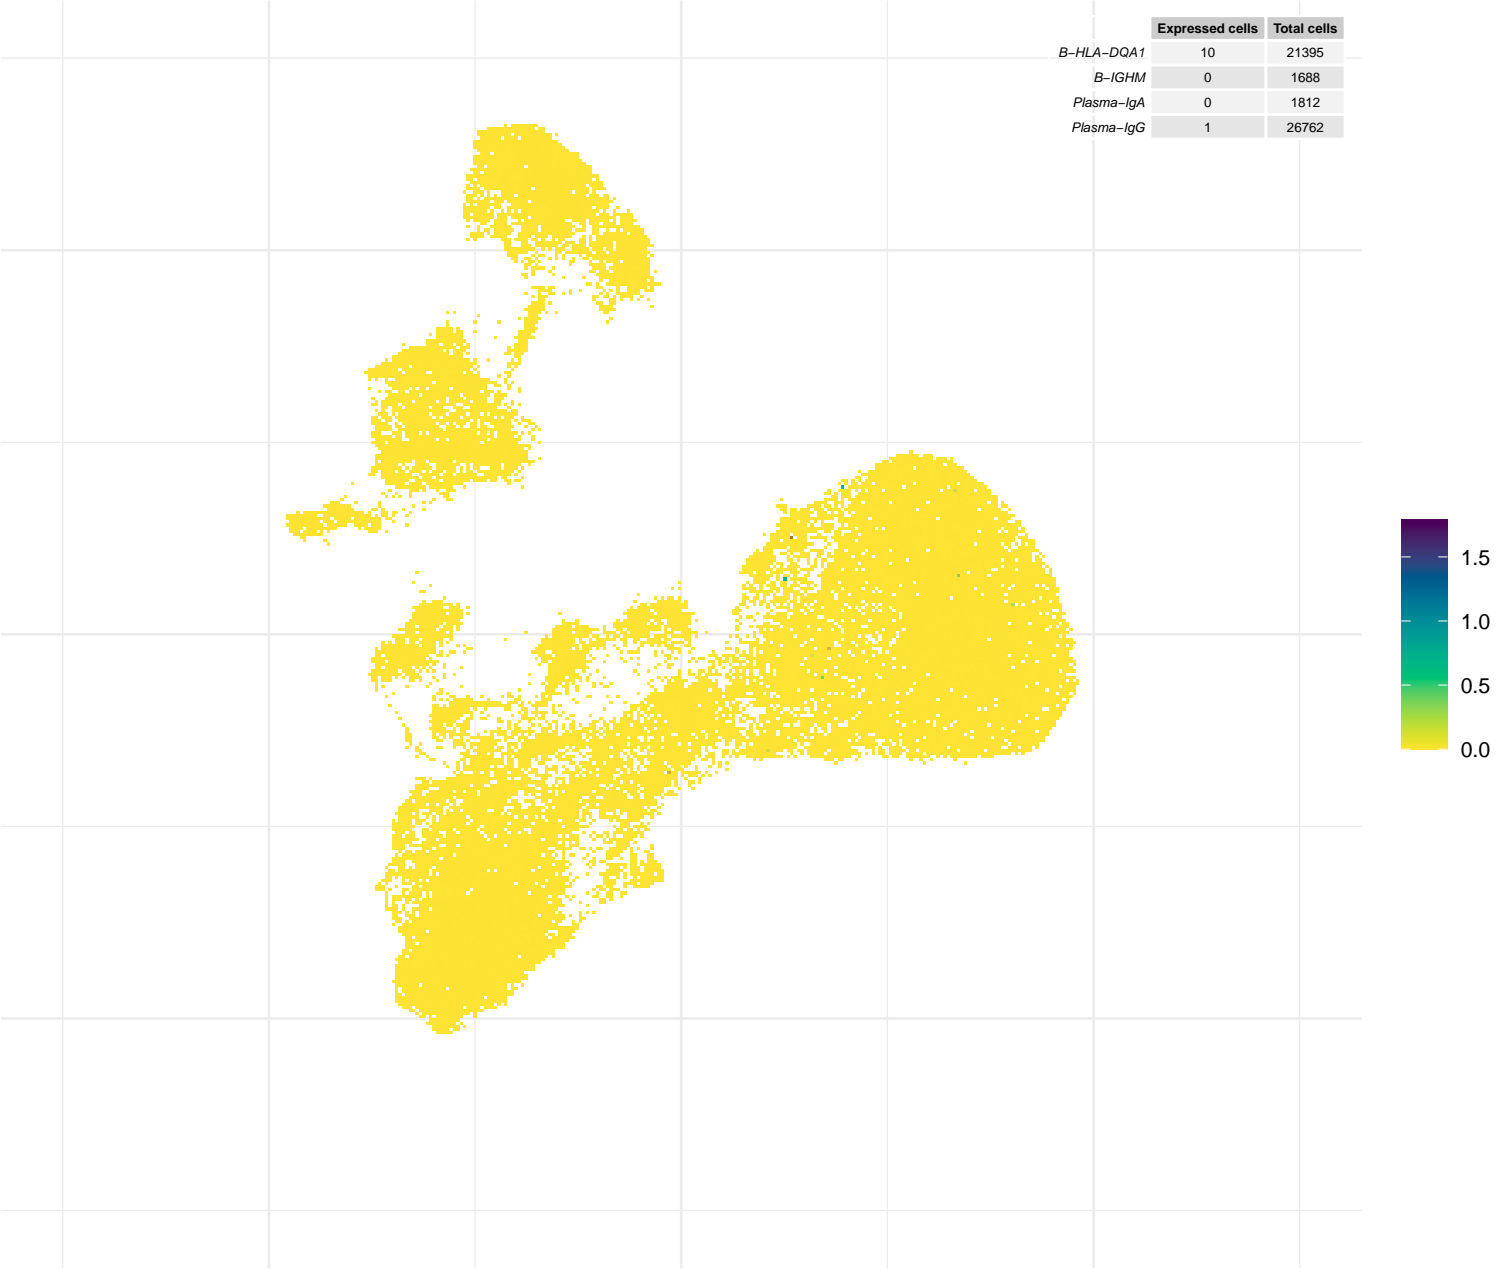 Expressed cells Total cells
B−HLA−DQA1 10 21395
B−IGHM 0 1688
Plasma−IgA 0 1812
Plasma−IgG 1 26762
1.5
1.0
0.5
0.0